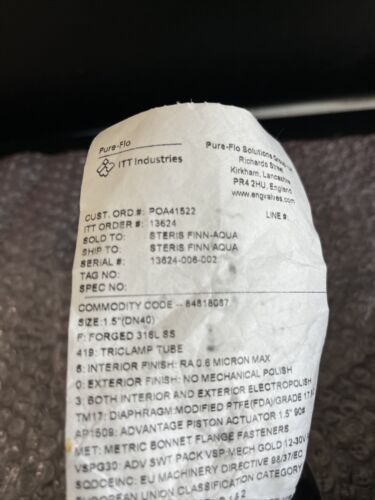 Pure-Flo
ITT Industries
Pure-Flo Solutions Group
Richards Street
Kirkham, Lancashire
PR4 2HU, England
www.engvalves.com
CUST. ORD.#: POA41522
LINE #:
ITT ORDER #: 13624
SOLD TO: STERIS FINN-AQUA
SHIP TO: STERIS FINN-AQUA
SERIAL #: 13624-006-002
TAG NO:
SPEC NO:
COMMODITY CODE -- 84818087
SIZE:1.5"(DN40)
F: FORGED 316L SS
419: TRICLAMP TUBE
6: INTERIOR FINISH: RA 0.6 MICRON MAX
0: EXTERIOR FINISH: NO MECHANICAL POLISH
3: BOTH INTERIOR AND EXTERIOR ELECTROPOLISH
TM17: DIAPHRAGM:MODIFIED PTFE(FDA)/GRADE 17
AP1509: ADVANTAGE PISTON ACTUATOR 1.5" 90#
MET: METRIC BONNET FLANGE FASTENERS
VSPG30: ADV SWT PACK VSP-MECH GOLD 12-30V
SQDCEINC: EU MACHINERY DIRECTIVE 98/37/EC
EUROPEAN UNION CLASSIFICATION CATEGORY